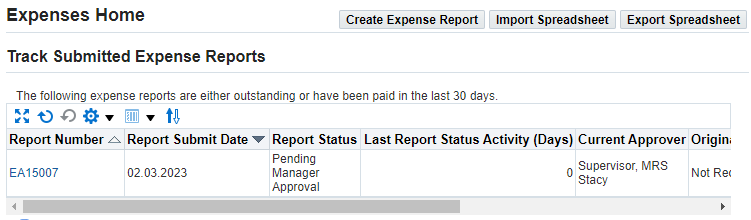 Expenses Home
Create Expense Report Import Spreadsheet Export Spreadsheet
Track Submitted Expense Reports
The following expense reports are either outstanding or have been paid in the last 30 days.
Report Number Report Submit Date Report Status Last Report Status Activity (Days) Current Approver Origina
EA15007 02.03.2023 Pending Manager Approval 0 Supervisor, MRS Stacy Not Rec